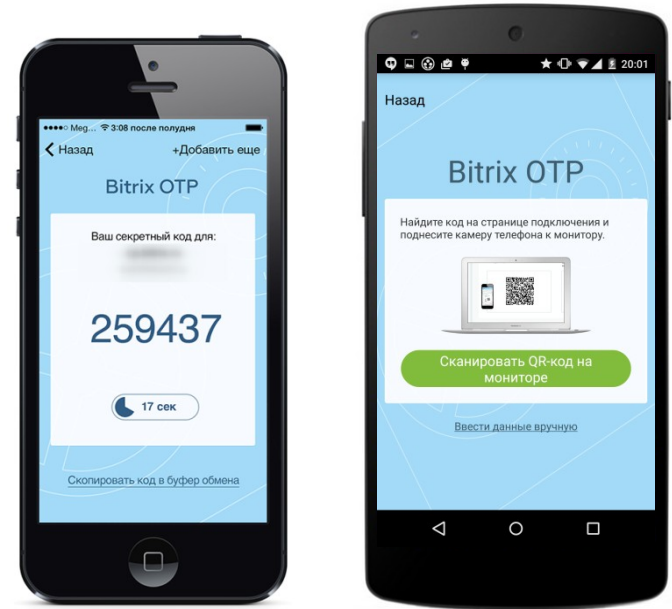 Meg... 3:08 после полудня
Назад +Добавить еще
Bitrix OTP
Ваш секретный код для:
259437
17 сек
Скопировать код в буфер обмена
20:01
Назад
Bitrix OTP
Найдите код на странице подключения и
поднесите камеру телефона к монитору.
Сканировать QR-код на
мониторе
Ввести данные вручную